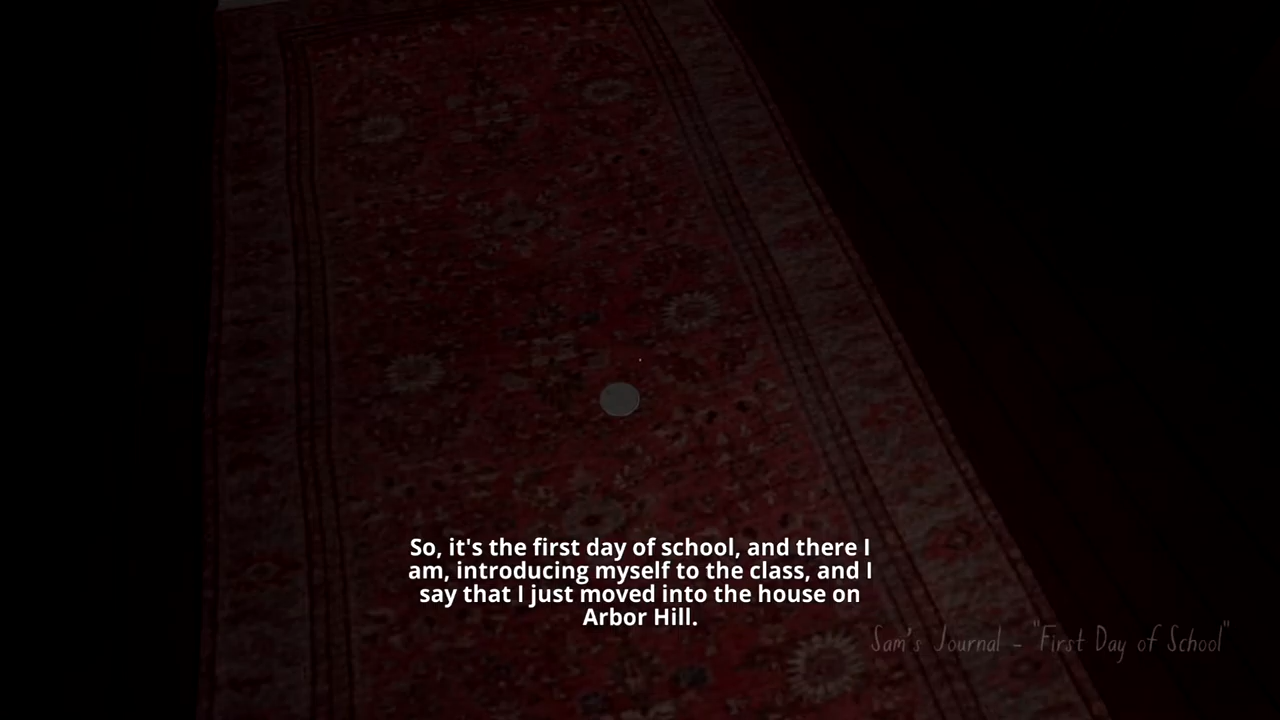 So, it's the first day of school, and there I
am, introducing myself to the class, and I
say that I just moved into the house on
Arbor Hill.
Sam's Journal - "First Day of School"